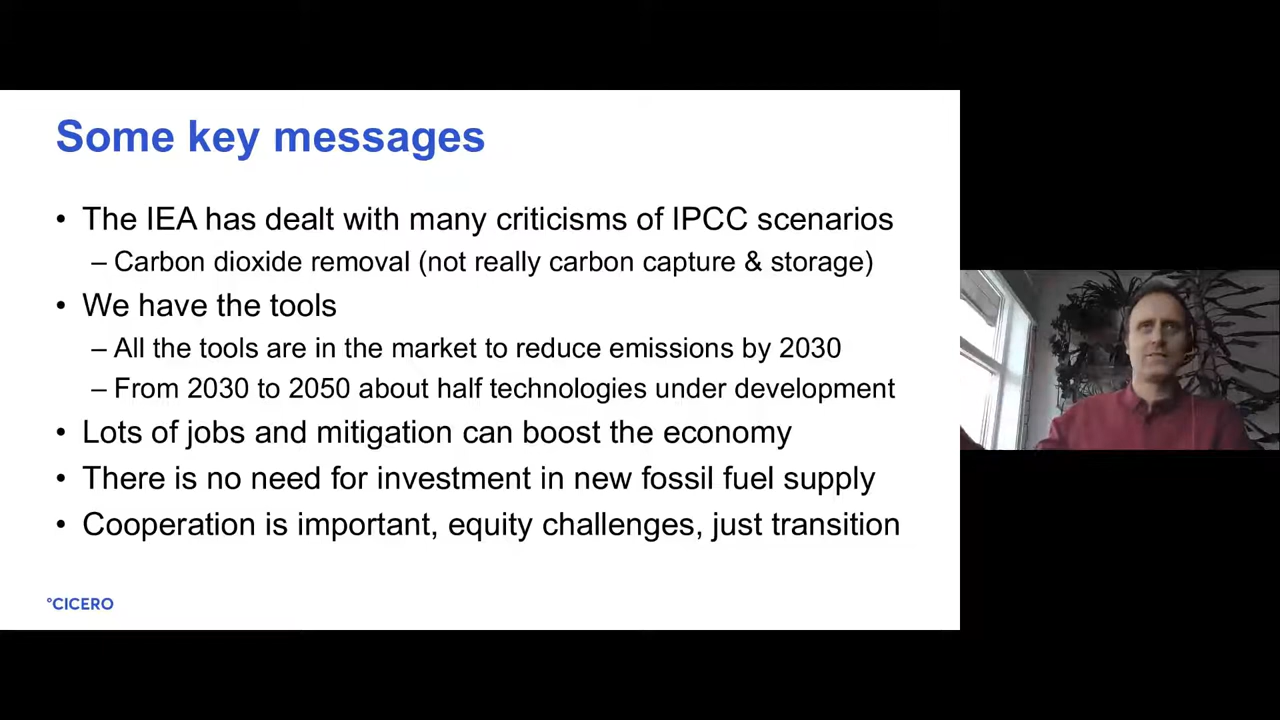 Some key messages
• The IEA has dealt with many criticisms of IPCC scenarios
– Carbon dioxide removal (not really carbon capture & storage)
• We have the tools
– All the tools are in the market to reduce emissions by 2030
– From 2030 to 2050 about half technologies under development
• Lots of jobs and mitigation can boost the economy
• There is no need for investment in new fossil fuel supply
• Cooperation is important, equity challenges, just transition
°CICERO